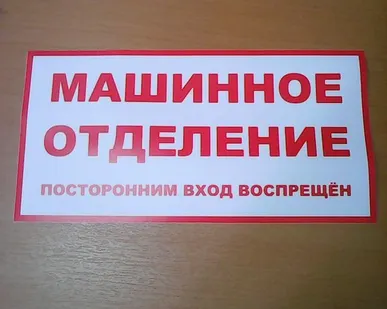 МАШИННОЕ
ОТДЕЛЕНИЕ
ПОСТОРОННИМ ВХОД ВОСПРЕЩЁН